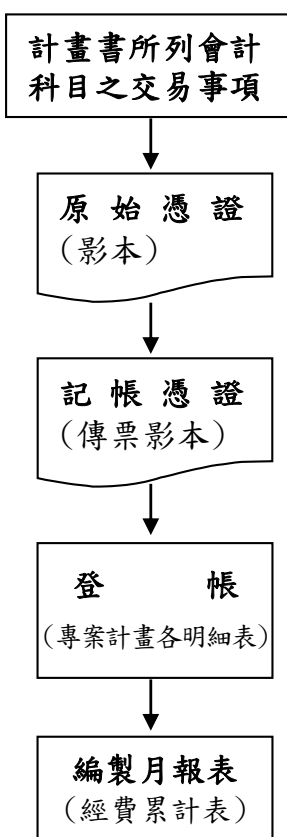 計畫書所列會計
科目之交易事項
原始憑證
（影本）
記帳憑證
（傳票影本）
登帳
（專案計畫各明細表）
編製月報表
（經費累計表）